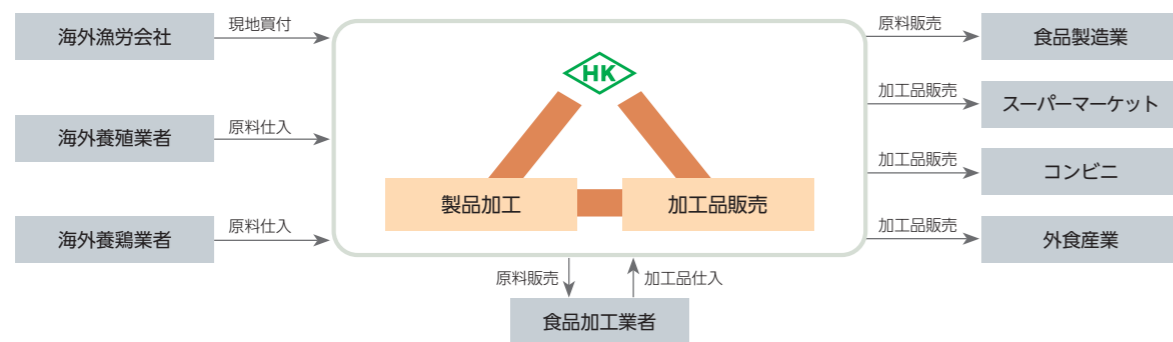 海外漁労会社
現地買付
原料販売
食品製造業
HK
加工品販売
スーパーマーケット
海外養殖業者
原料仕入
加工品販売
コンビニ
製品加工
加工品販売
海外養鶏業者
原料仕入
加工品販売
外食産業
原料販売
加工品仕入
食品加工業者